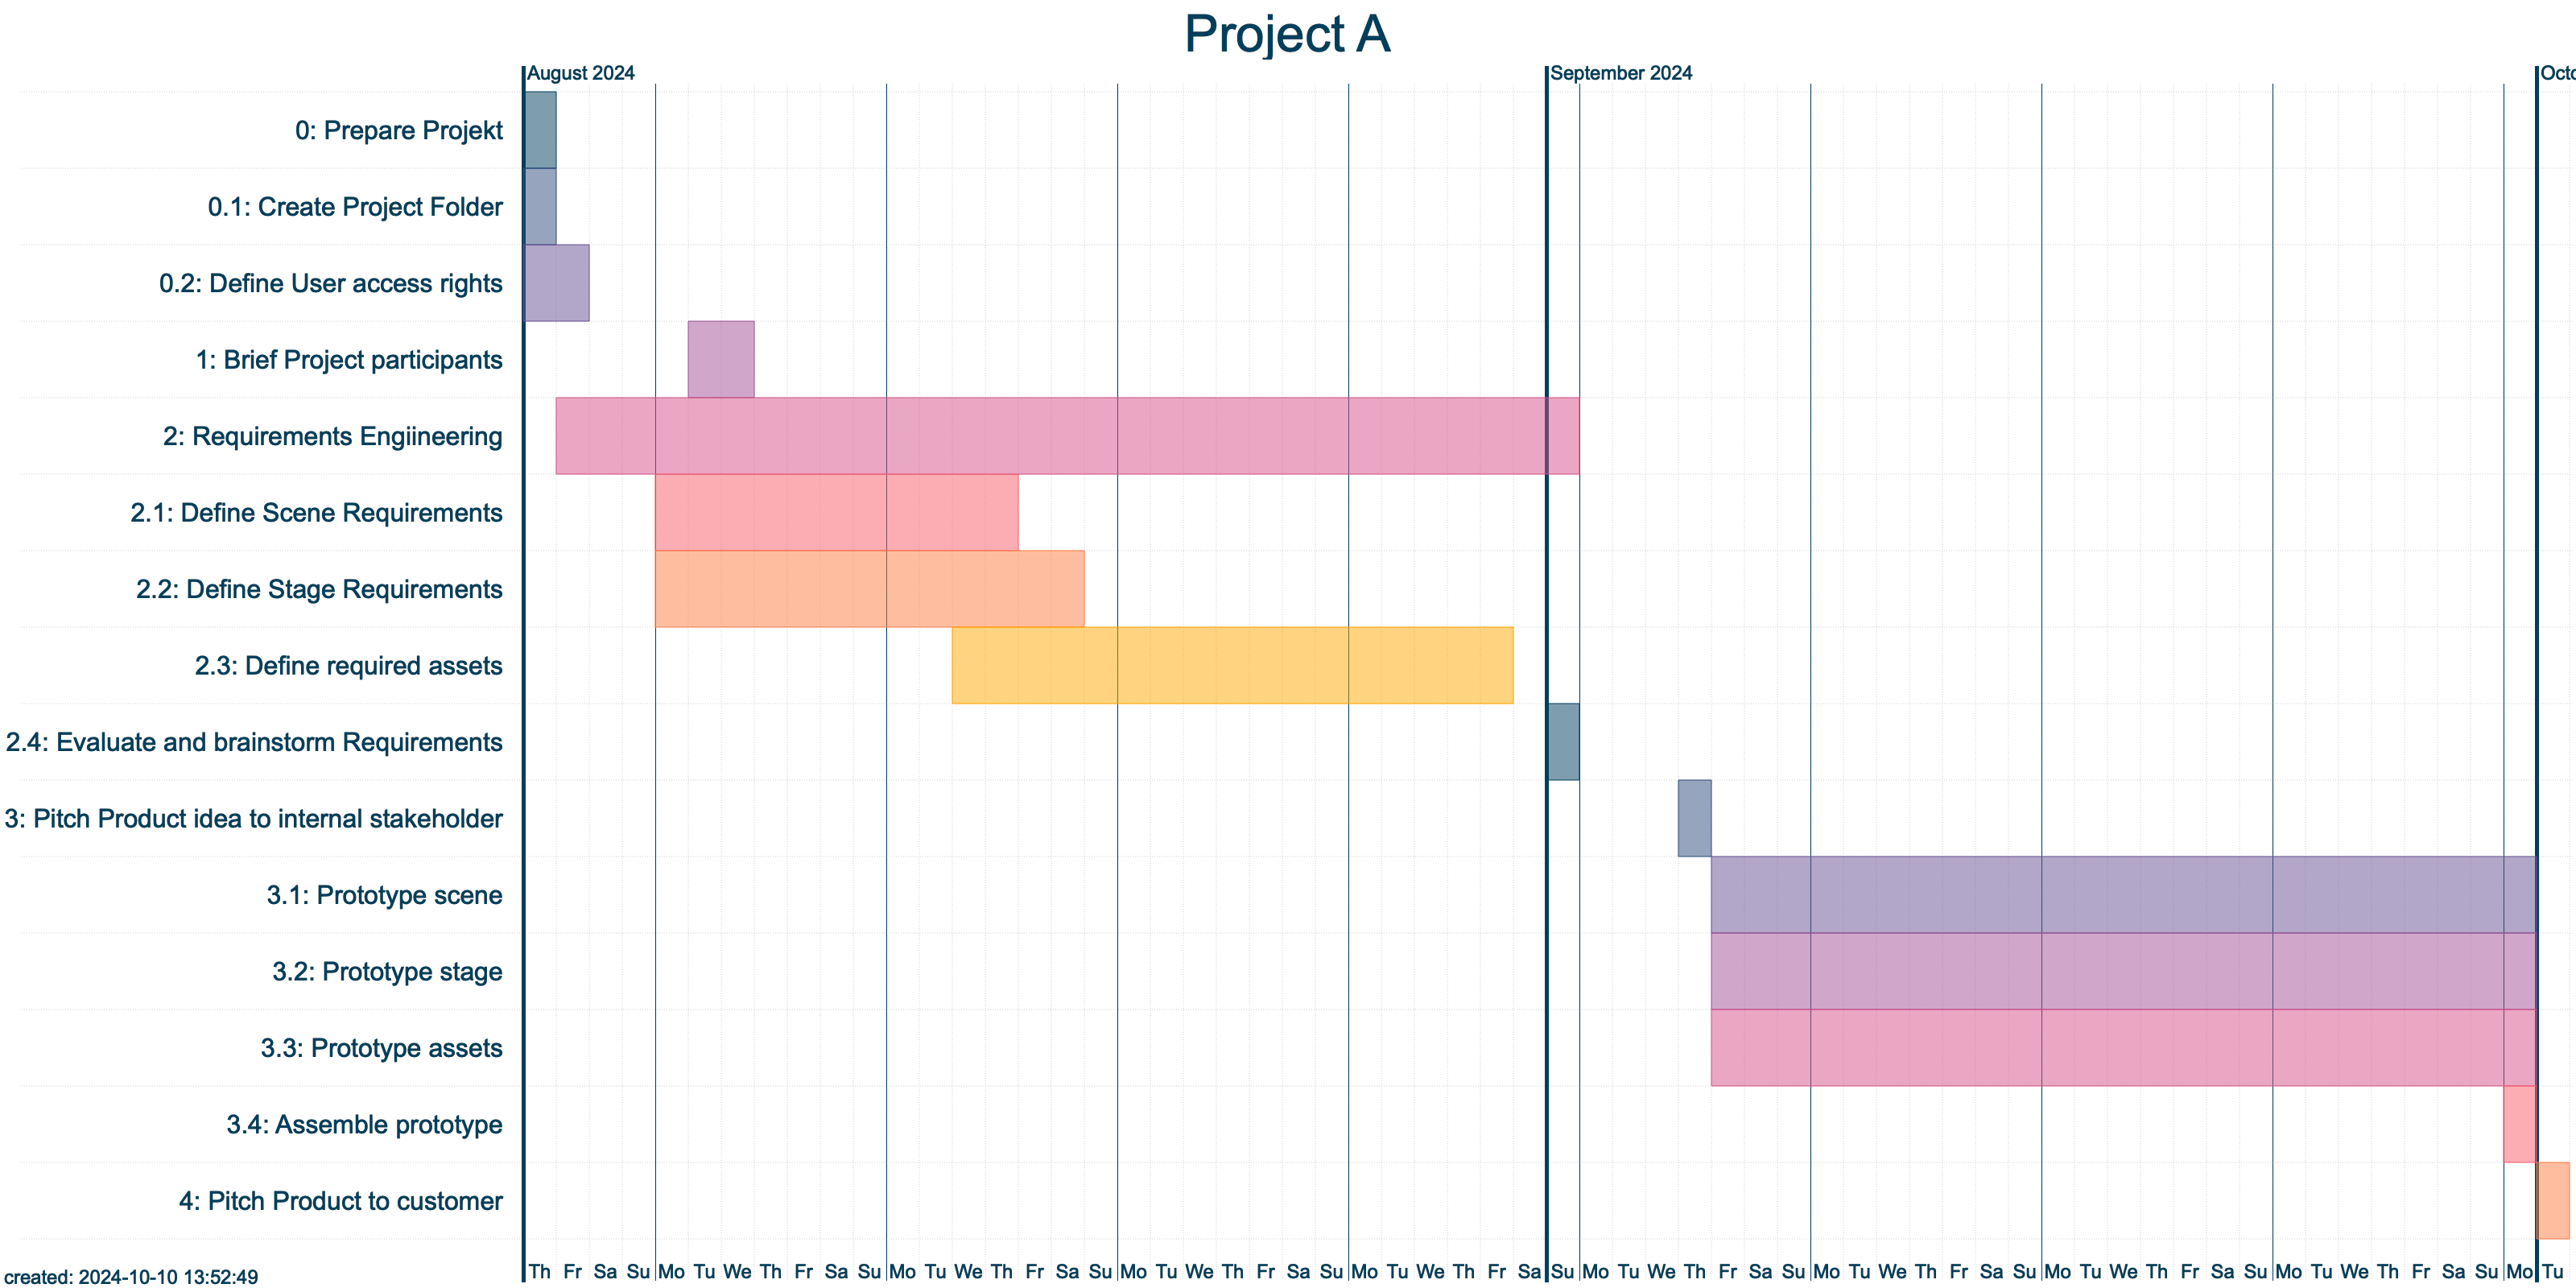 Project A
August 2024 September 2024 Octo
0: Prepare Projekt
0.1: Create Project Folder
0.2: Define User access rights
1: Brief Project participants
2: Requirements Engiineering
2.1: Define Scene Requirements
2.2: Define Stage Requirements
2.3: Define required assets
2.4: Evaluate and brainstorm Requirements
3: Pitch Product idea to internal stakeholder
3.1: Prototype scene
3.2: Prototype stage
3.3: Prototype assets
3.4: Assemble prototype
4: Pitch Product to customer
Th Fr Sa Su Mo Tu We Th Fr Sa Su Mo Tu We Th Fr Sa Su Mo Tu We Th Fr Sa Su Mo Tu We Th Fr Sa Su Mo Tu We Th Fr Sa Su Mo Tu We Th Fr Sa Su Mo Tu We Th Fr Sa Su Mo Tu We Th Fr Sa Su Mo Tu
created: 2024-10-10 13:52:49